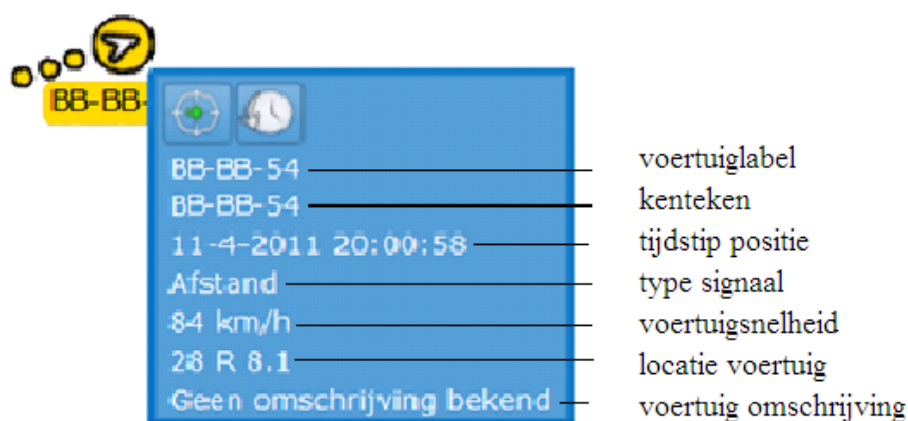 BB-BB-
BB-BB-54
voertuiglabel
BB-BB-54
kenteken
11-4-2011 20:00:58
tijdstip positie
Afstand
type signaal
84 km/h
voertuigsnelheid
28 R 8.1
locatie voertuig
Geen omschrijving bekend
voertuig omschrijving